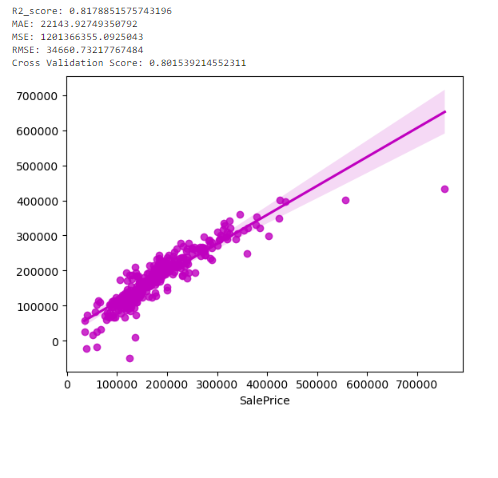 R2_score: 0.8178851575743196
MAE: 22143.92749350792
MSE: 1201366355.0925043
RMSE: 34660.73217767484
Cross Validation Score: 0.801539214552311
700000
600000
500000
400000
300000
200000
100000
0
0 100000 200000 300000 400000 500000 600000 700000
SalePrice